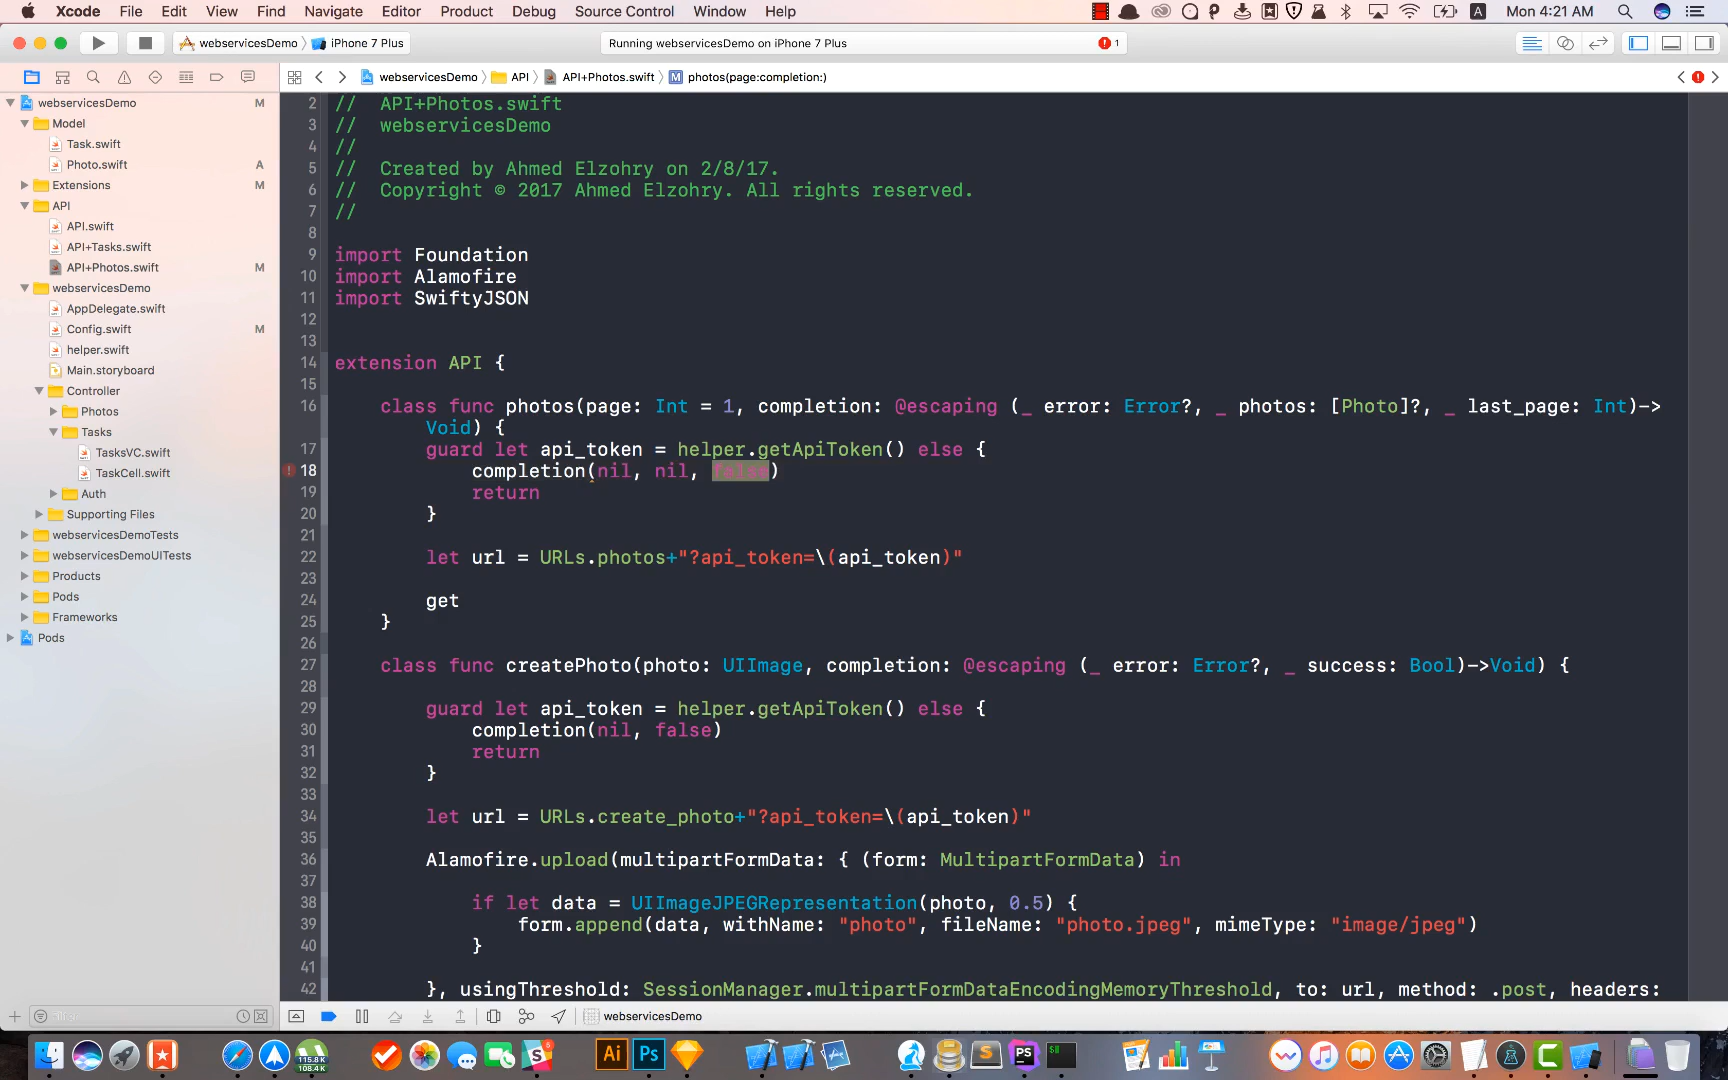 Xcode File Edit View Find Navigate Editor Product Debug Source Control Window Help
A Mon 4:21 AM
webservicesDemo iPhone 7 Plus
Running webservicesDemo on iPhone 7 Plus
1
webservicesDemo API API+Photos.swift M photos(page:completion:)
webservicesDemo M
Model
Task.swift
Photo.swift A
Extensions M
API
API.swift
API+Tasks.swift
API+Photos.swift M
webservicesDemo
AppDelegate.swift
Config.swift M
helper.swift
Main.storyboard
Controller
Photos
Tasks
TasksVC.swift
TaskCell.swift
Auth
Supporting Files
webservicesDemoTests
webservicesDemoUITests
Products
Pods
Frameworks
Pods
2 // API+Photos.swift
3 // webservicesDemo
4 //
5 // Created by Ahmed Elzohry on 2/8/17.
6 // Copyright © 2017 Ahmed Elzohry. All rights reserved.
7 //
8
9 import Foundation
10 import Alamofire
11 import SwiftyJSON
12
13
14 extension API {
15
16 class func photos(page: Int = 1, completion: @escaping (_ error: Error?, _ photos: [Photo]?, _ last_page: Int)->
Void) {
17 guard let api_token = helper.getApiToken() else {
18 completion(nil, nil, false)
19 return
20 }
21
22 let url = URLs.photos+"?api_token=\(api_token)"
23
24 get
25 }
26
27 class func createPhoto(photo: UIImage, completion: @escaping (_ error: Error?, _ success: Bool)->Void) {
28
29 guard let api_token = helper.getApiToken() else {
30 completion(nil, false)
31 return
32 }
33
34 let url = URLs.create_photo+"?api_token=\(api_token)"
35
36 Alamofire.upload(multipartFormData: { (form: MultipartFormData) in
37
38 if let data = UIImageJPEGRepresentation(photo, 0.5) {
39 form.append(data, withName: "photo", fileName: "photo.jpeg", mimeType: "image/jpeg")
40 }
41
42 }, usingThreshold: SessionManager.multipartFormDataEncodingMemoryThreshold, to: url, method: .post, headers:
webservicesDemo
115.8 K
108.4 K
5
Ai Ps
S PS $
C